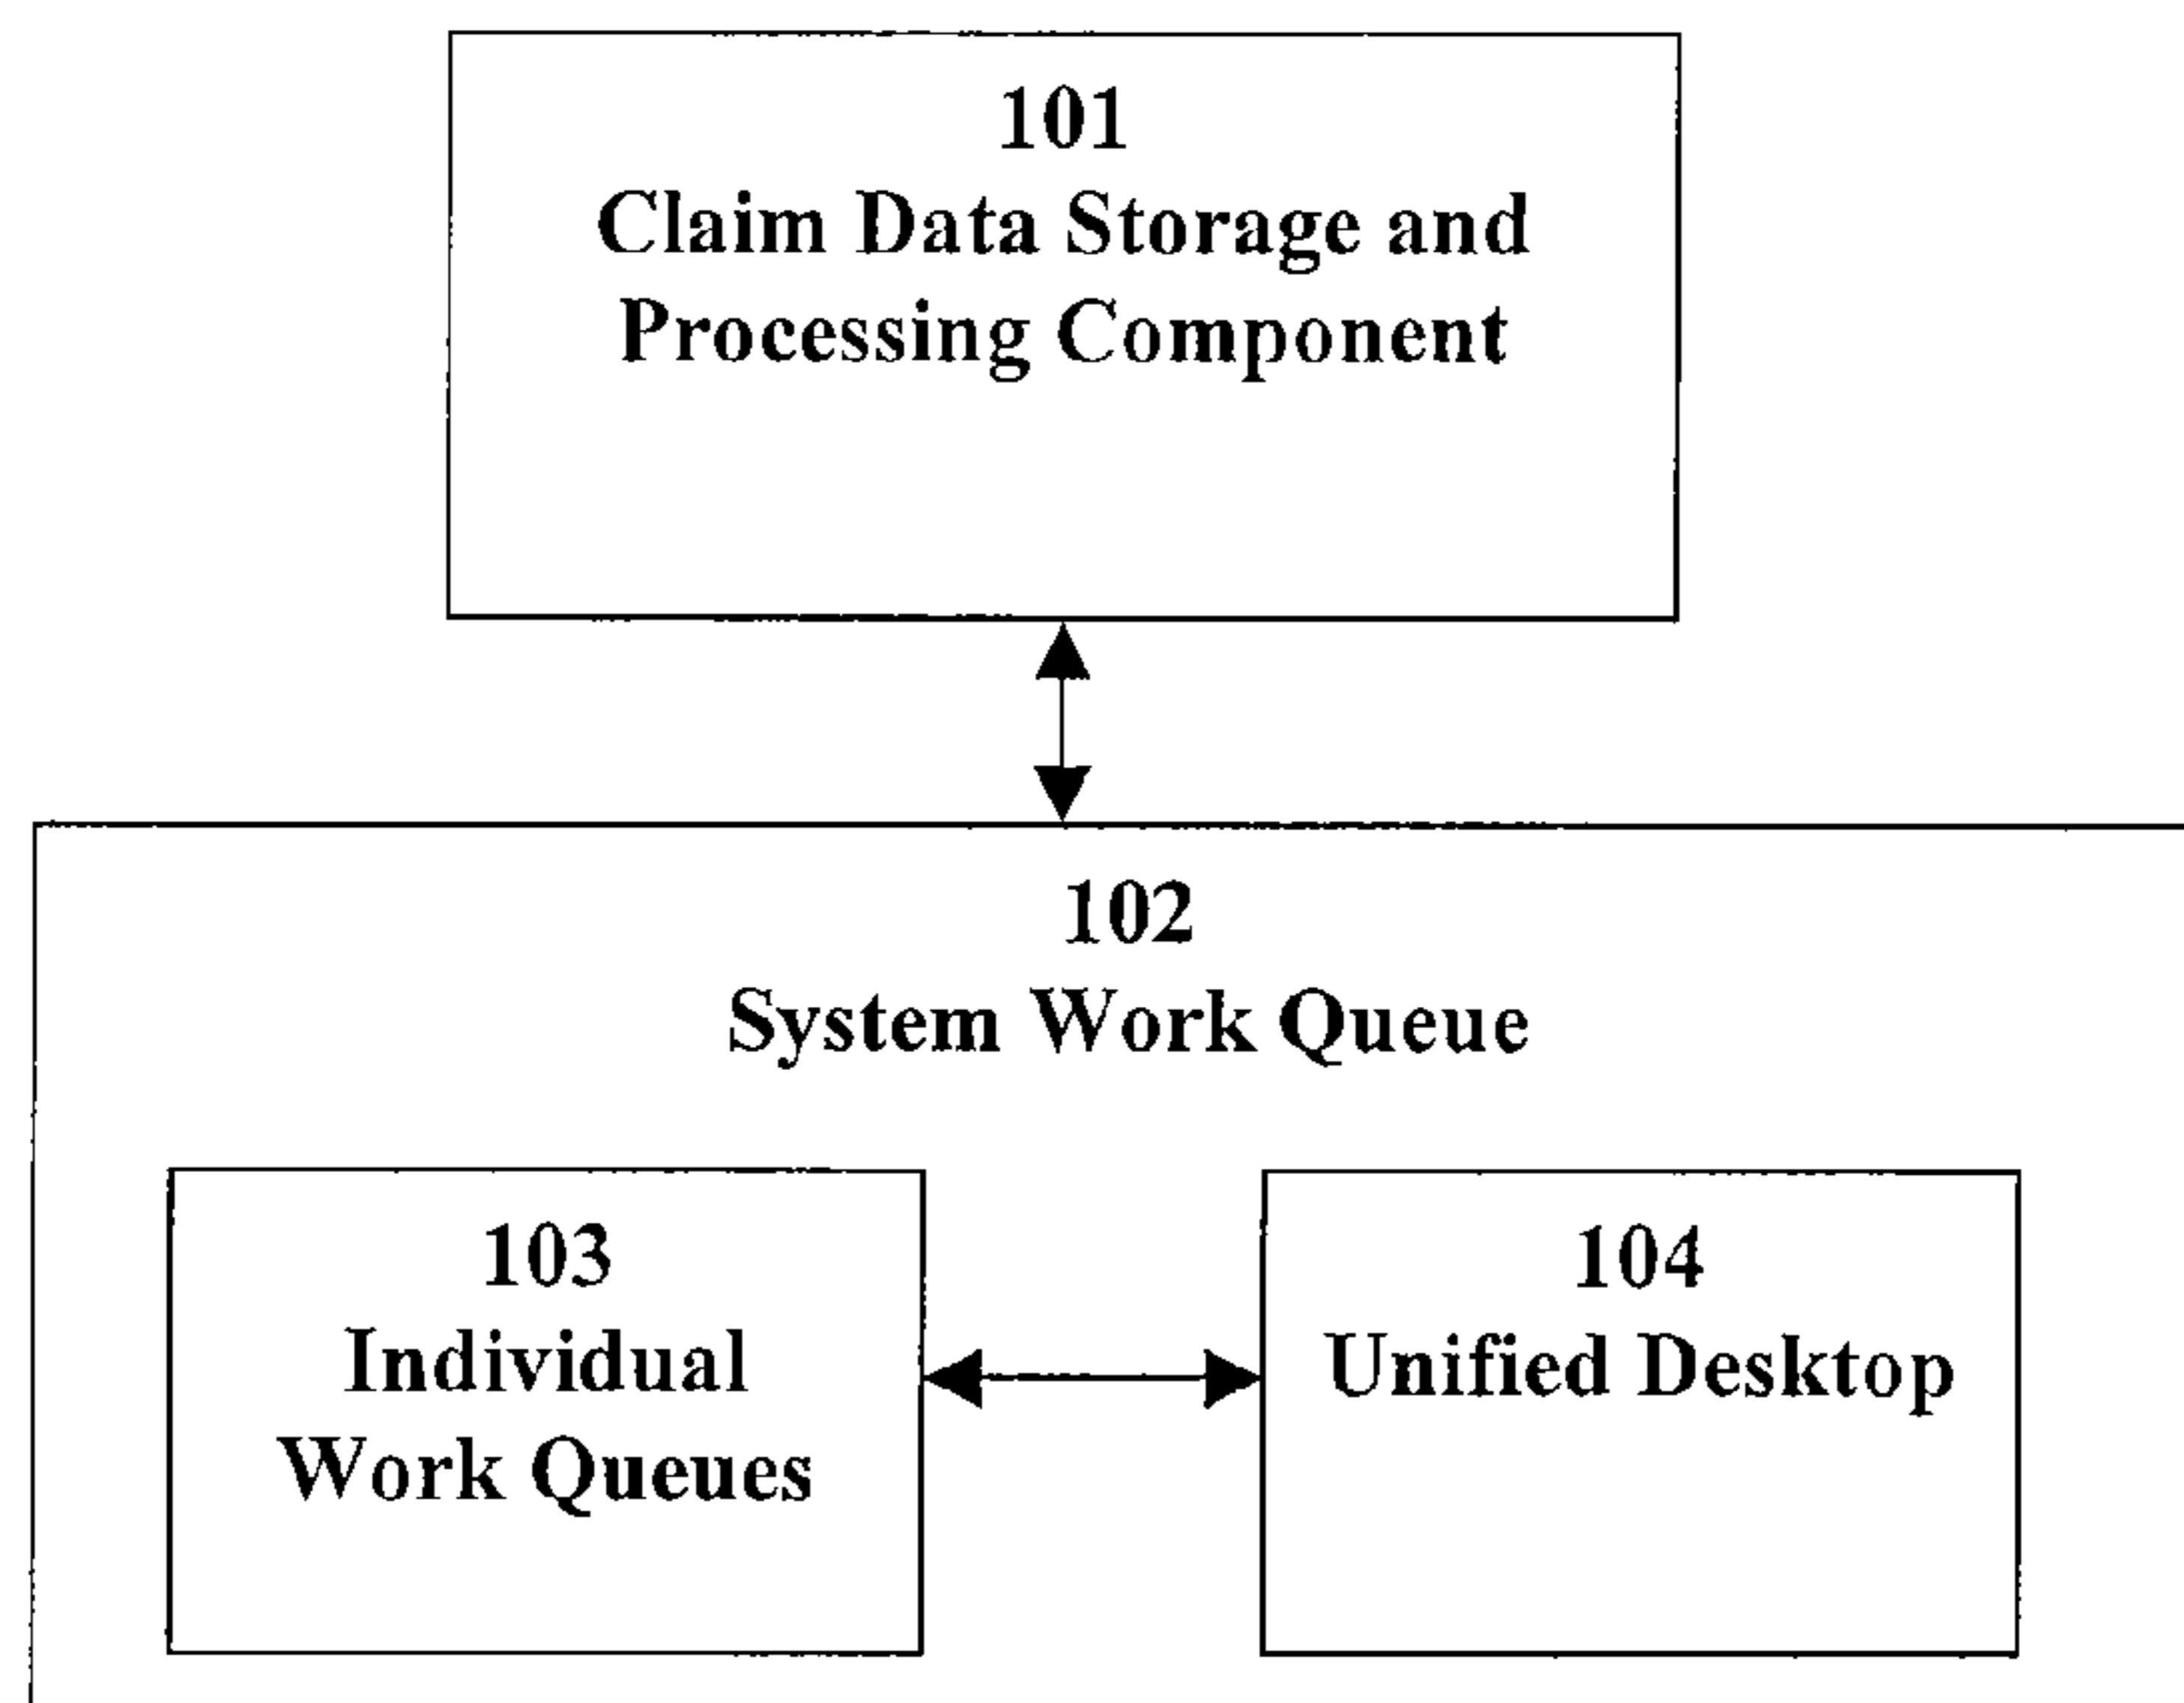 101
Claim Data Storage and
Processing Component
102
System Work Queue
103
Individual
Work Queues
104
Unified Desktop